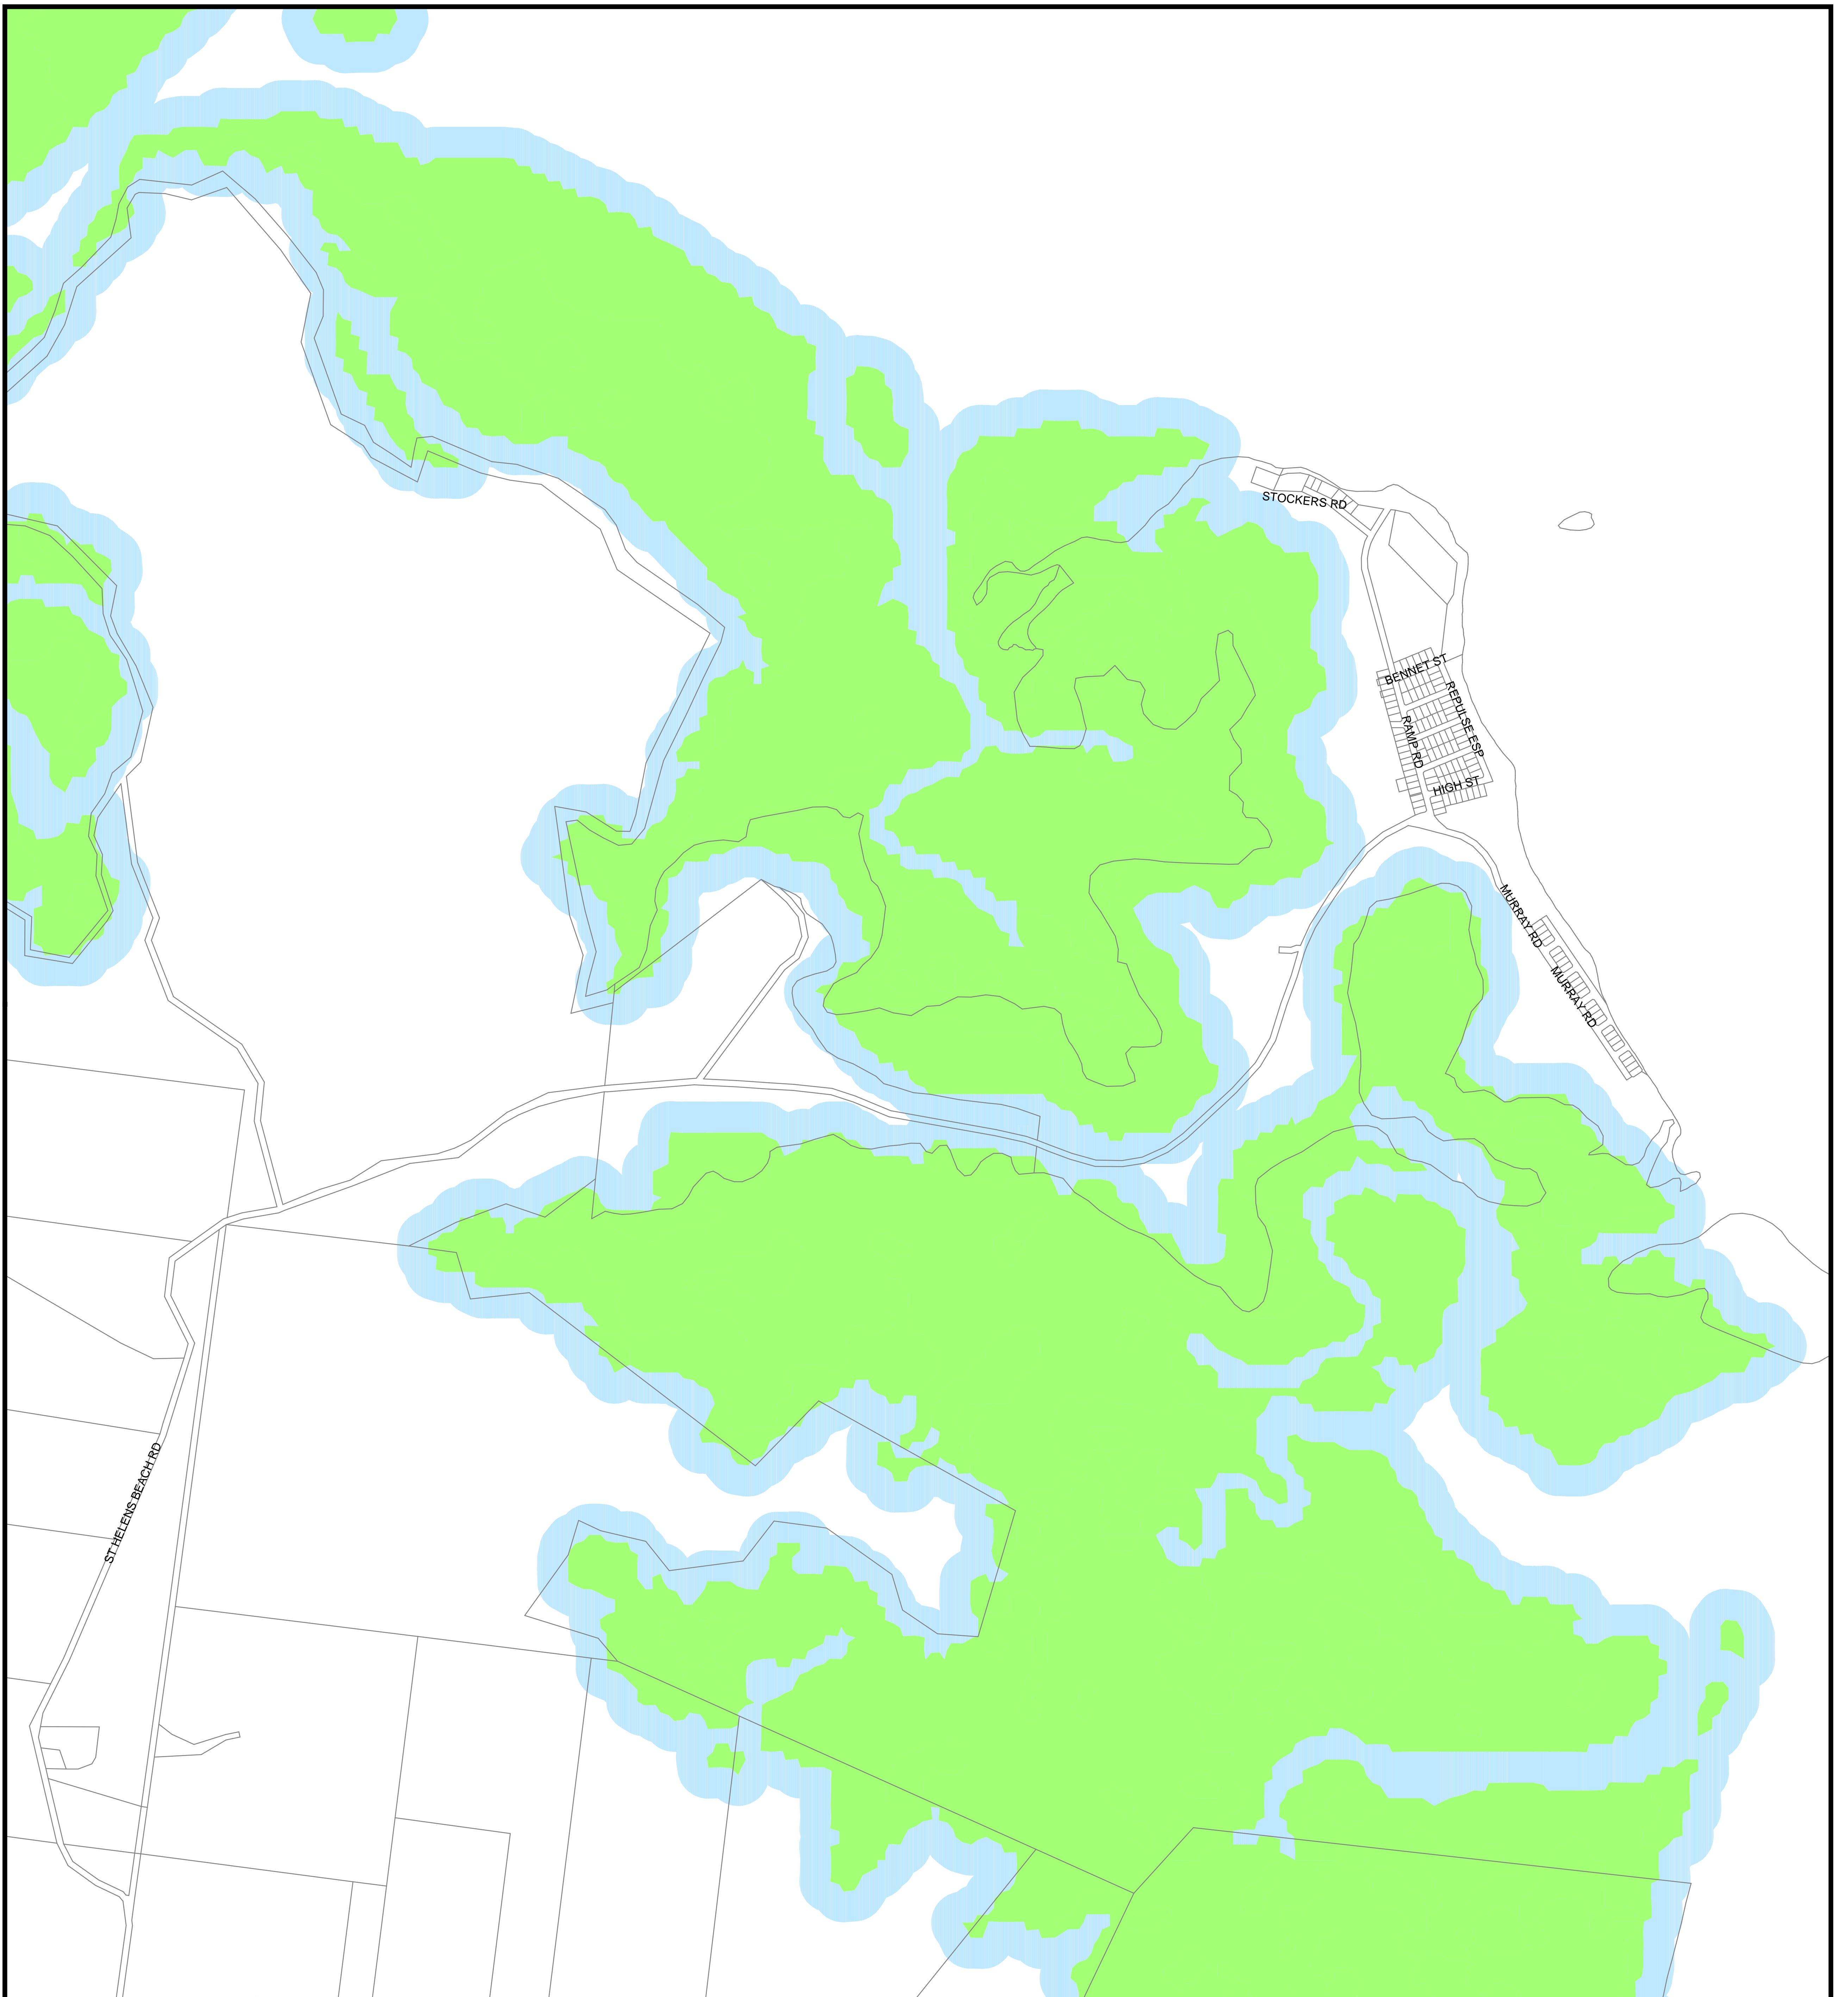 STOCKERS RD
BENNET ST
REPULSE ESP
RAMP RD
HIGH ST
MURRAY RD
MURRAY RD
ST HELENS BEACH RD